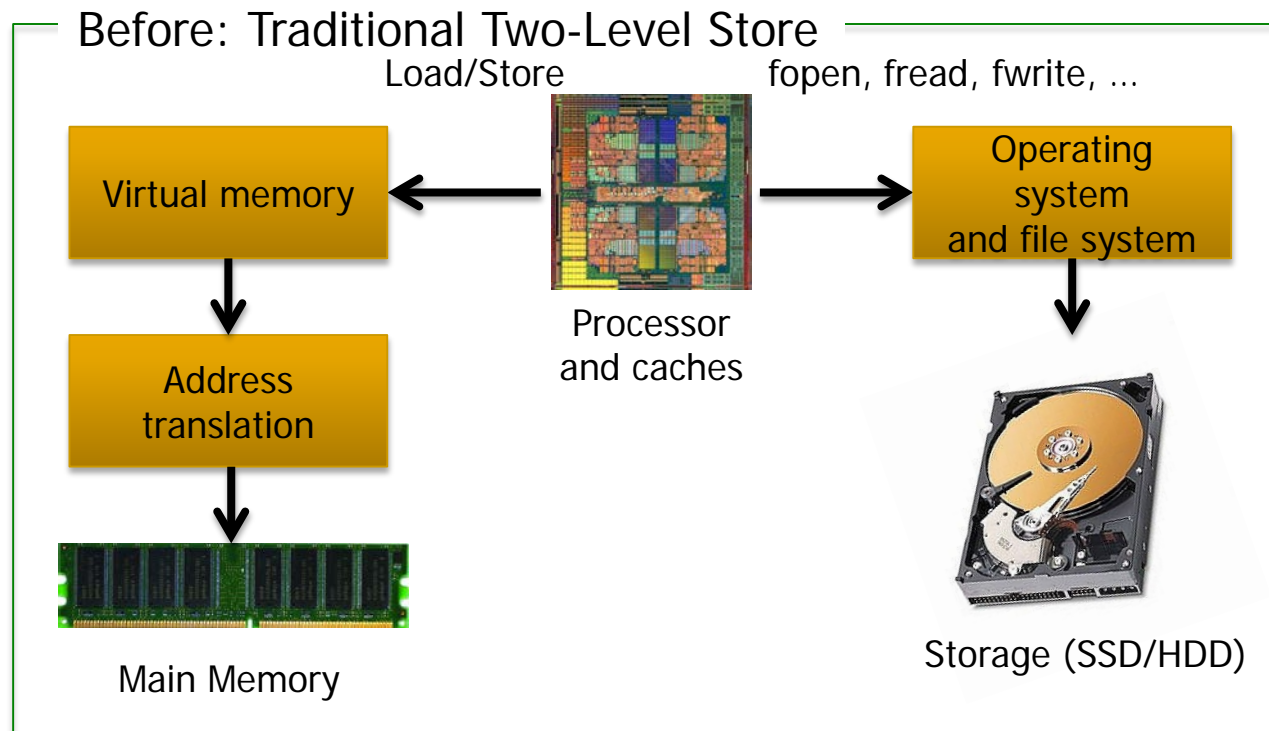 Before: Traditional Two-Level Store
Load/Store
fopen, fread, fwrite, ...
Virtual memory
Operating
system
and file system
Processor
and caches
Address
translation
Main Memory
Storage (SSD/HDD)